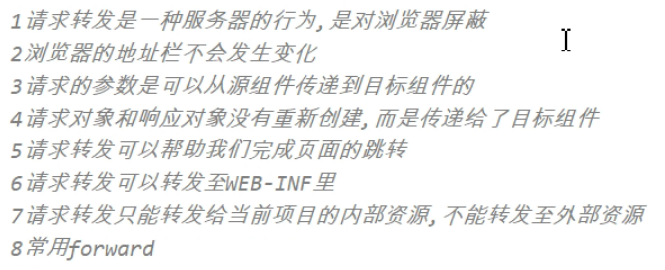 1请求转发是一种服务器的行为,是对浏览器屏蔽
2浏览器的地址栏不会发生变化
3请求的参数是可以从源组件传递到目标组件的
4请求对象和响应对象没有重新创建,而是传递给了目标组件
5请求转发可以帮助我们完成页面的跳转
6请求转发可以转发至WEB-INF里
7请求转发只能转发给当前项目的内部资源,不能转发至外部资源
8常用forward